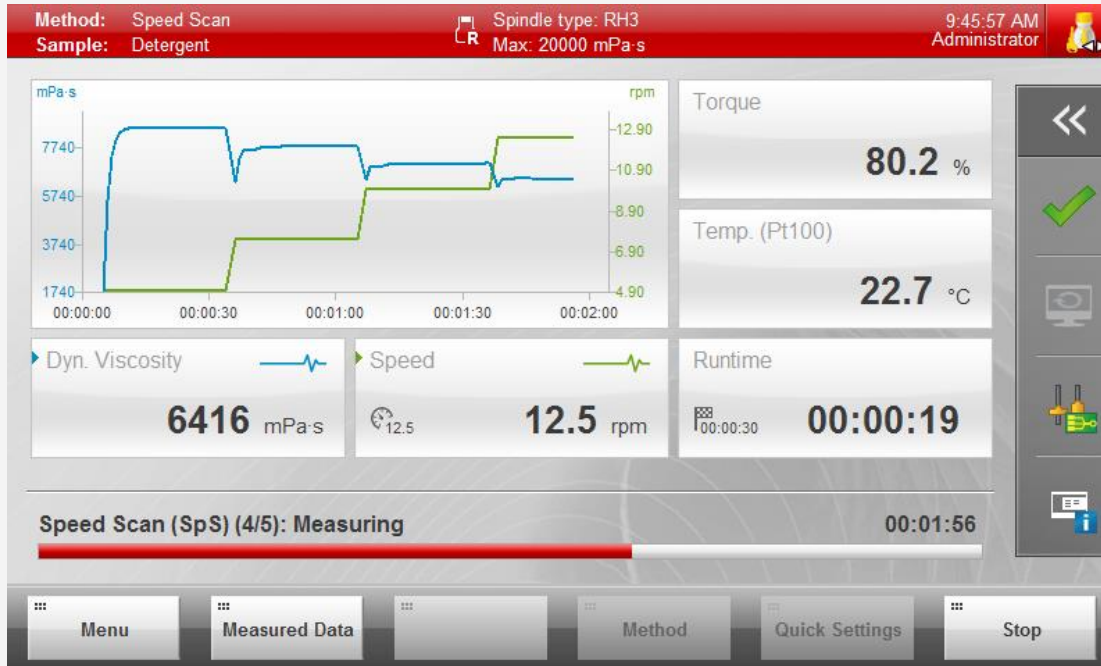 Method: Speed Scan
Sample: Detergent
R
Spindle type: RH3
Max: 20000 mPa·s
9:45:57 AM
Administrator
mPa·s
rpm
7740
5740
3740
1740
12.90
10.90
8.90
6.90
4.90
00:00:00 00:00:30 00:01:00 00:01:30 00:02:00
Torque
80.2 %
Temp. (Pt100)
22.7 °C
Dyn. Viscosity
6416 mPa·s
Speed
12.5 12.5 rpm
Runtime
00:00:30 00:00:19
Speed Scan (SpS) (4/5): Measuring 00:01:56
Menu Measured Data Method Quick Settings Stop